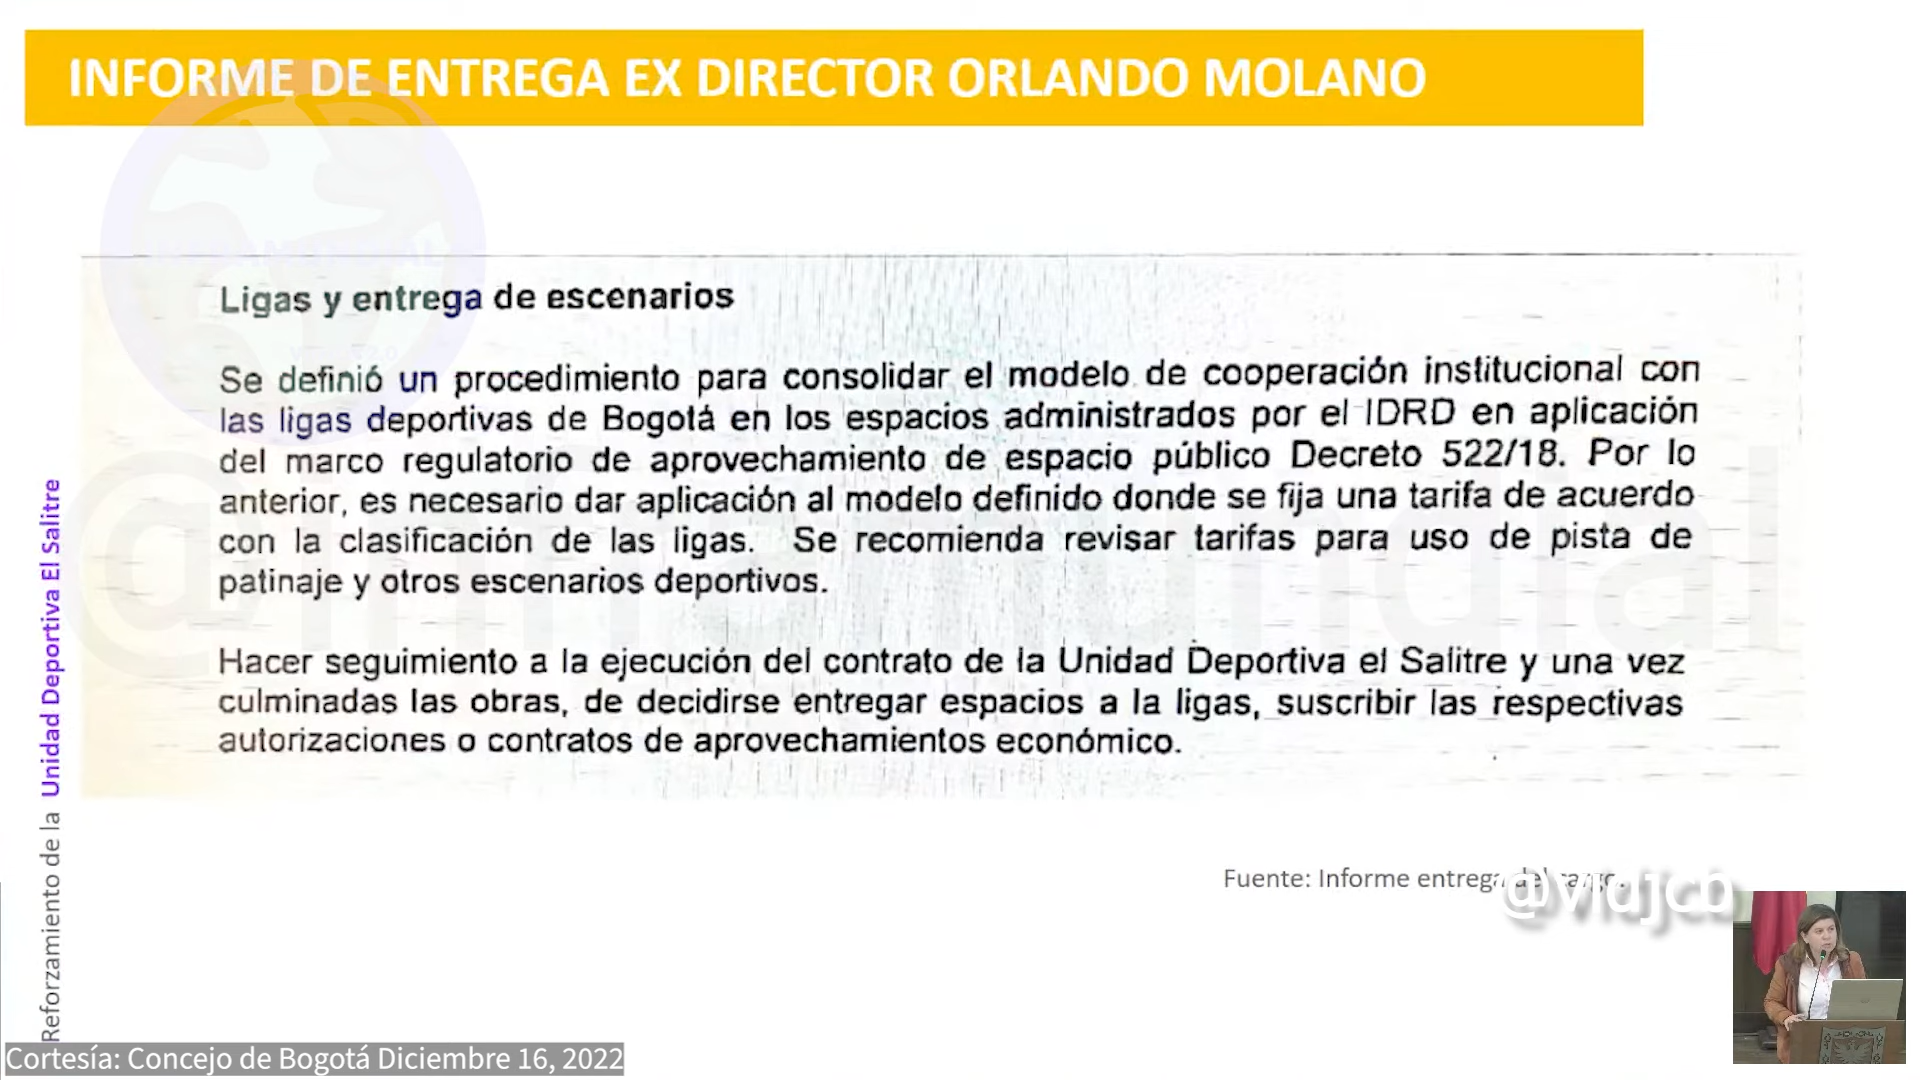 INFORME DE ENTREGA EX DIRECTOR ORLANDO MOLANO
Ligas y entrega de escenarios
Se definió un procedimiento para consolidar el modelo de cooperación institucional con
las ligas deportivas de Bogotá en los espacios administrados por el IDRD en aplicación
del marco regulatorio de aprovechamiento de espacio público Decreto 522/18. Por lo
anterior, es necesario dar aplicación al modelo definido donde se fija una tarifa de acuerdo
con la clasificación de las ligas. Se recomienda revisar tarifas para uso de pista de
patinaje y otros escenarios deportivos.
Hacer seguimiento a la ejecución del contrato de la Unidad Deportiva el Salitre y una vez
culminadas las obras, de decidirse entregar espacios a la ligas, suscribir las respectivas
autorizaciones o contratos de aprovechamientos económico.
Reforzamiento de la Unidad Deportiva El Salitre
Fuente: Informe entrega del cargo.
@vidjcb
@inframundial
Cortesía: Concejo de Bogotá Diciembre 16, 2022